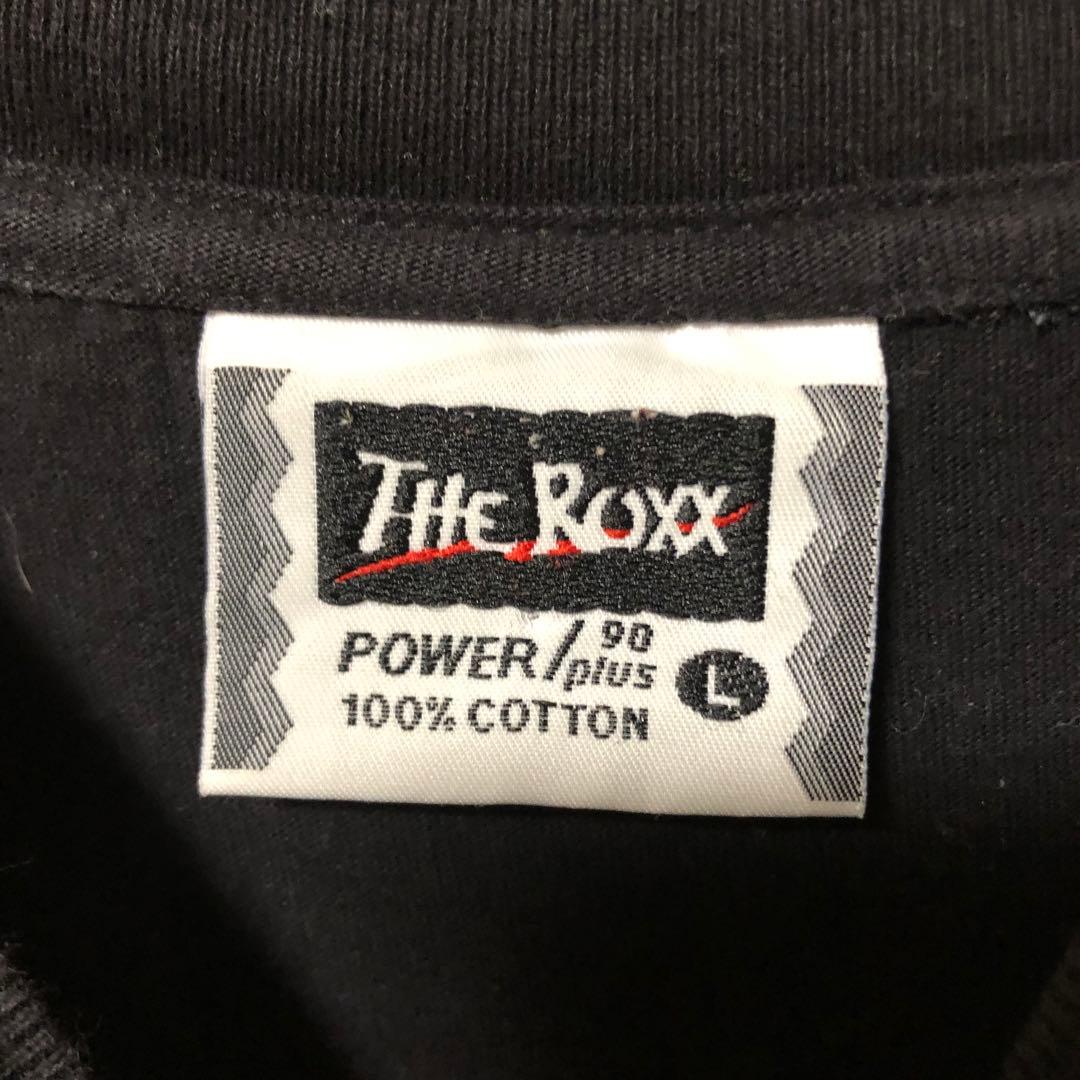 THE ROXX
POWER/90 plus
L
100% COTTON